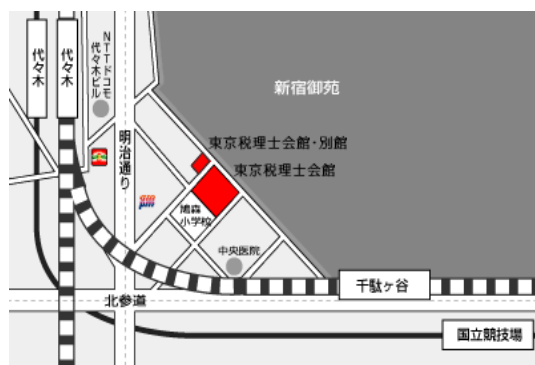 代々木
代々木
NTTドコモ
代々木ビル
新宿御苑
明治通り
東京税理士会館・別館
東京税理士会館
鳩森
小学校
中央医院
千駄ヶ谷
北参道
国立競技場